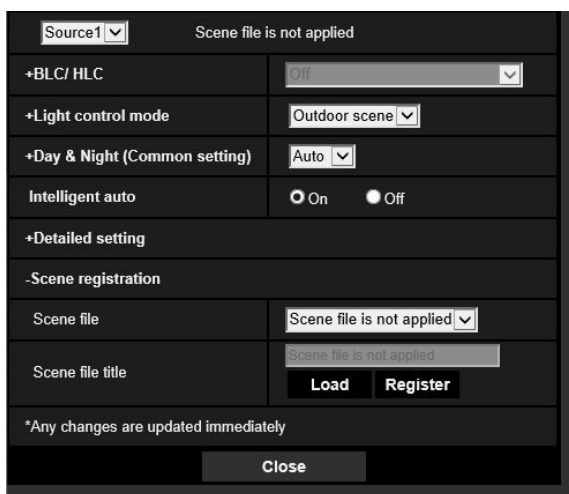 Source1 Scene file is not applied
+BLC/ HLC Off
+Light control mode Outdoor scene
+Day & Night (Common setting) Auto
Intelligent auto On Off
+Detailed setting
-Scene registration
Scene file Scene file is not applied
Scene file is not applied
Scene file title
Load Register
*Any changes are updated immediately
Close